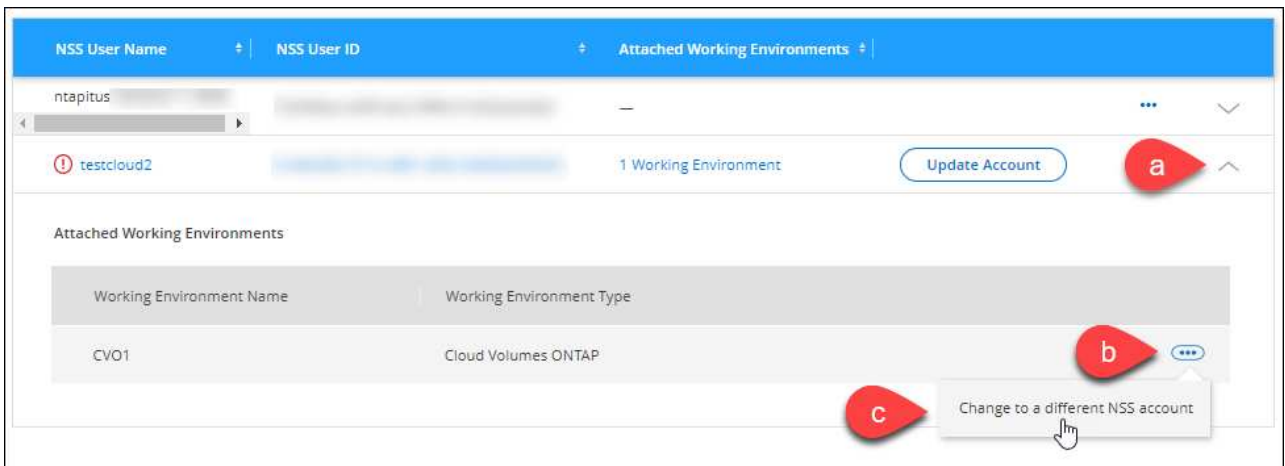 NSS User Name NSS User ID Attached Working Environments
ntapitus — •••
testcloud2 1 Working Environment Update Account a
Attached Working Environments
Working Environment Name Working Environment Type
CVO1 Cloud Volumes ONTAP b •••
c Change to a different NSS account